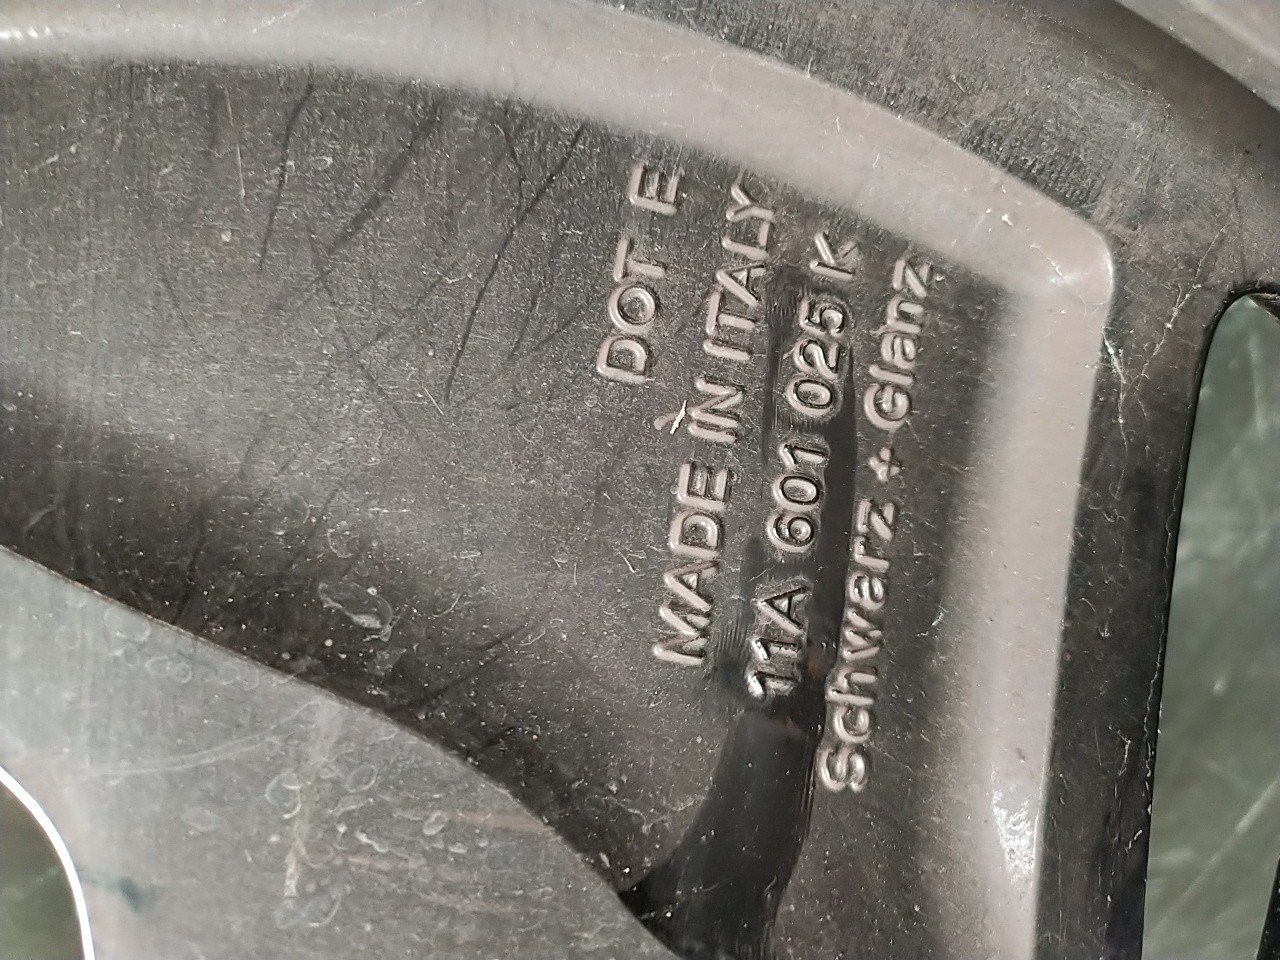 DOT E
MADE IN ITALY
11A 601 025 K
Schwarz + Glanz